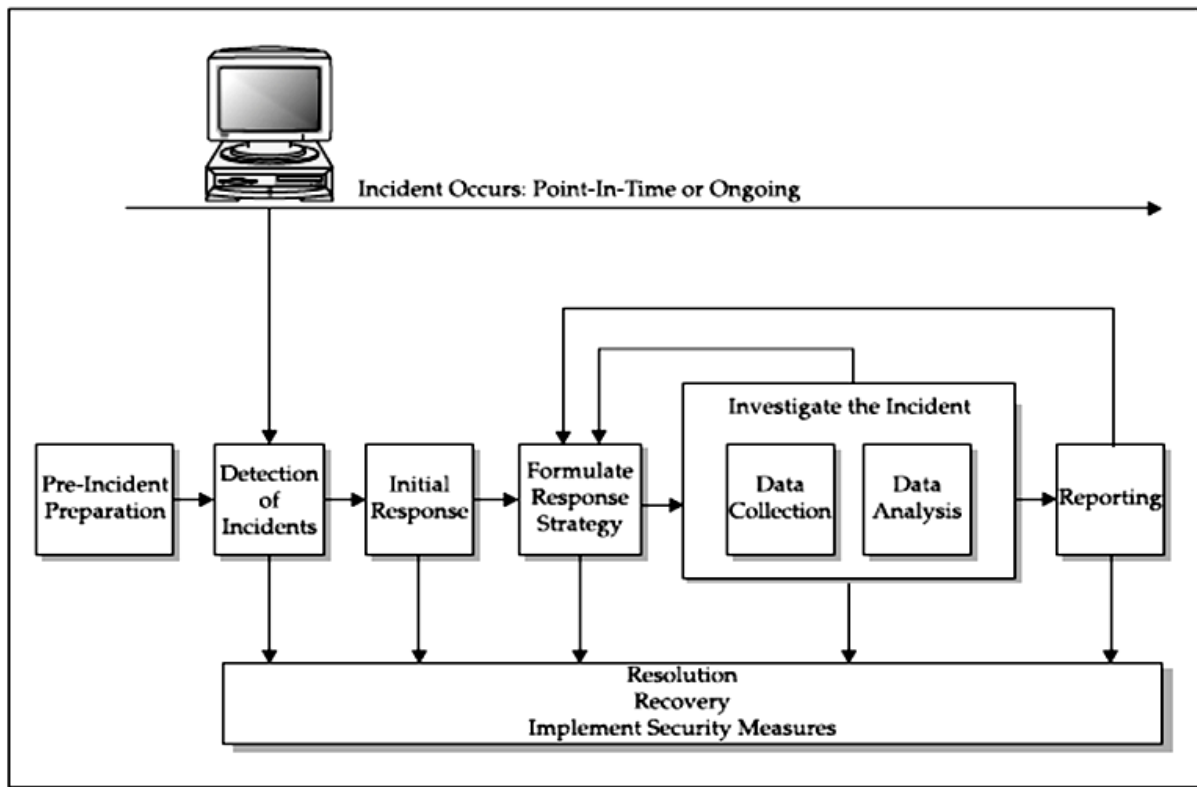 Incident Occurs: Point-In-Time or Ongoing
Pre-Incident
Preparation
Detection
of
Incidents
Initial
Response
Formulate
Response
Strategy
Investigate the Incident
Data
Collection
Data
Analysis
Reporting
Resolution
Recovery
Implement Security Measures